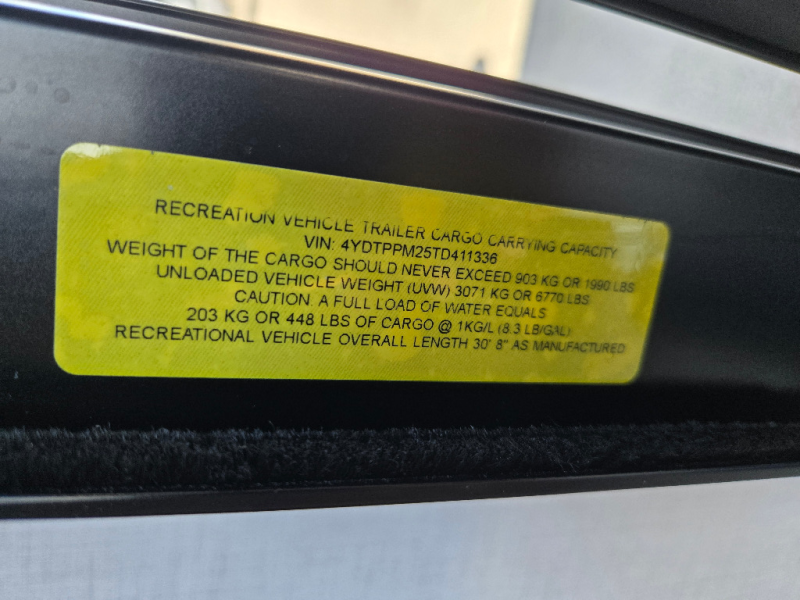 RECREATION VEHICLE TRAILER CARGO CARRYING CAPACITY
VIN: 4YDTPPM25TD411336
WEIGHT OF THE CARGO SHOULD NEVER EXCEED 903 KG OR 1990 LBS
UNLOADED VEHICLE WEIGHT (UVW) 3071 KG OR 6770 LBS
CAUTION. A FULL LOAD OF WATER EQUALS
203 KG OR 448 LBS OF CARGO @ 1KG/L (8.3 LB/GAL)
RECREATIONAL VEHICLE OVERALL LENGTH 30' 8" AS MANUFACTURED